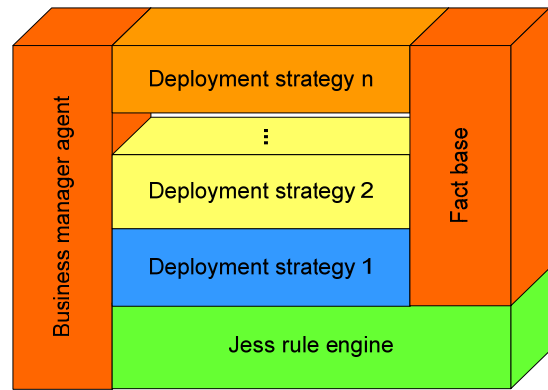 Business manager agent
Deployment strategy n
...
Deployment strategy 2
Deployment strategy 1
Fact base
Jess rule engine